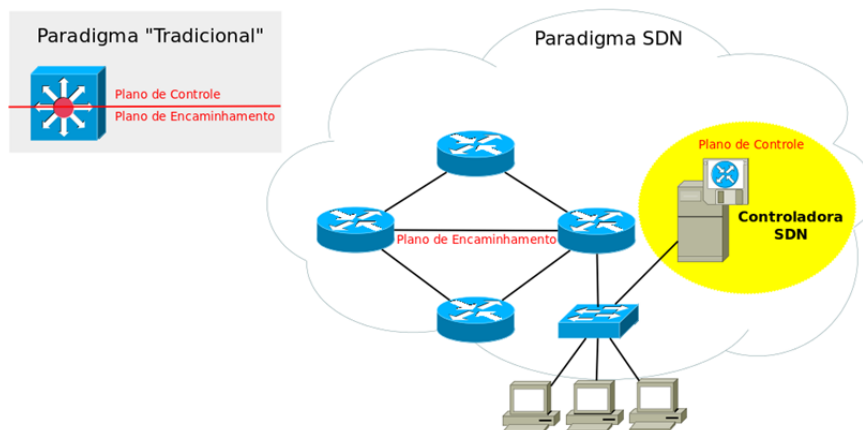 Paradigma "Tradicional"
Plano de Controle
Plano de Encaminhamento
Paradigma SDN
Plano de Controle
Controladora
SDN
Plano de Encaminhamento